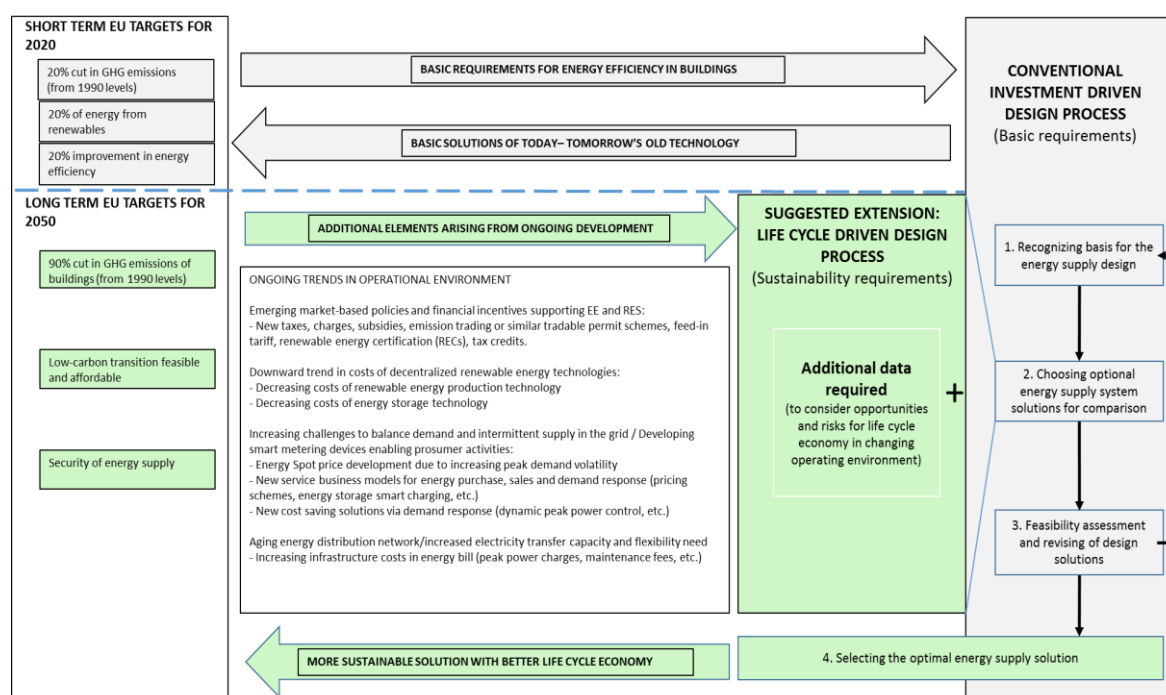 SHORT TERM EU TARGETS FOR
2020
20% cut in GHG emissions
(from 1990 levels)
20% of energy from
renewables
20% improvement in energy
efficiency
BASIC REQUIREMENTS FOR ENERGY EFFICIENCY IN BUILDINGS
BASIC SOLUTIONS OF TODAY– TOMORROW'S OLD TECHNOLOGY
CONVENTIONAL
INVESTMENT DRIVEN
DESIGN PROCESS
(Basic requirements)
LONG TERM EU TARGETS FOR
2050
90% cut in GHG emissions of
buildings (from 1990 levels)
Low-carbon transition feasible
and affordable
Security of energy supply
ADDITIONAL ELEMENTS ARISING FROM ONGOING DEVELOPMENT
ONGOING TRENDS IN OPERATIONAL ENVIRONMENT
Emerging market-based policies and financial incentives supporting EE and RES:
- New taxes, charges, subsidies, emission trading or similar tradable permit schemes, feed-in
tariff, renewable energy certification (RECs), tax credits.
Downward trend in costs of decentralized renewable energy technologies:
- Decreasing costs of renewable energy production technology
- Decreasing costs of energy storage technology
Increasing challenges to balance demand and intermittent supply in the grid / Developing
smart metering devices enabling prosumer activities:
- Energy Spot price development due to increasing peak demand volatility
- New service business models for energy purchase, sales and demand response (pricing
schemes, energy storage smart charging, etc.)
- New cost saving solutions via demand response (dynamic peak power control, etc.)
Aging energy distribution network/increased electricity transfer capacity and flexibility need
- Increasing infrastructure costs in energy bill (peak power charges, maintenance fees, etc.)
SUGGESTED EXTENSION:
LIFE CYCLE DRIVEN DESIGN
PROCESS
(Sustainability requirements)
Additional data
required
(to consider opportunities
and risks for life cycle
economy in changing
operating environment)
+
1. Recognizing basis for the
energy supply design
2. Choosing optional
energy supply system
solutions for comparison
3. Feasibility assessment
and revising of design
solutions
MORE SUSTAINABLE SOLUTION WITH BETTER LIFE CYCLE ECONOMY
4. Selecting the optimal energy supply solution